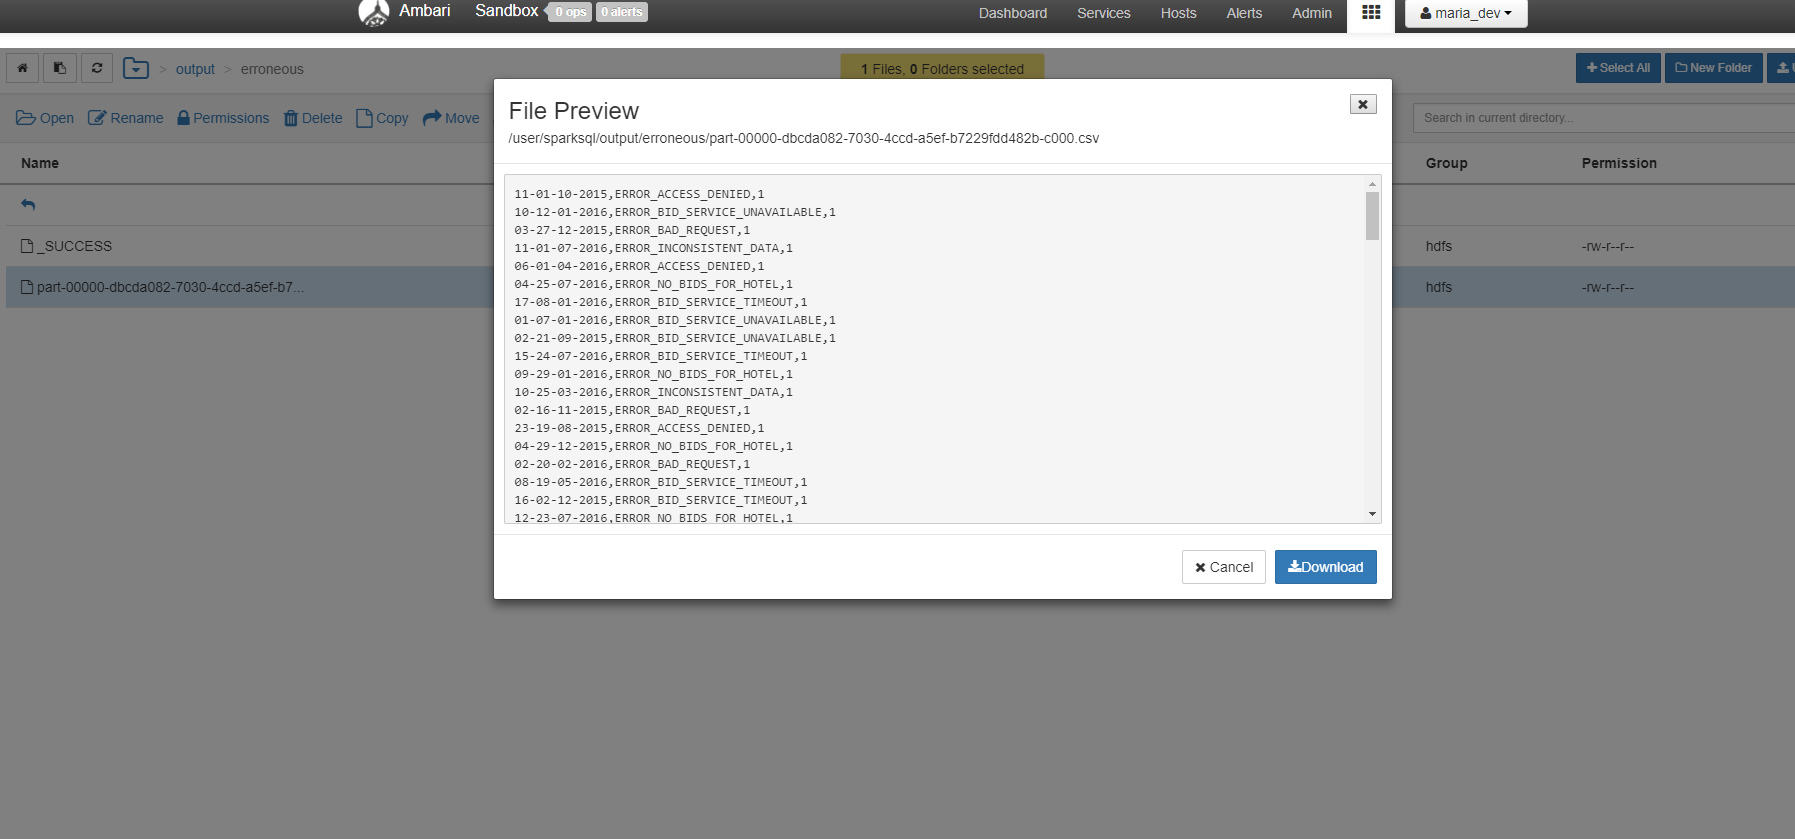 Ambari Sandbox 0 ops 0 alerts Dashboard Services Hosts Alerts Admin maria_dev
> output > erroneous 1 Files, 0 Folders selected Select All New Folder
Open Rename Permissions Delete Copy Move Search in current directory...
Name Group Permission
_SUCCESS hdfs -rw-r--r--
part-00000-dbcda082-7030-4ccd-a5ef-b7... hdfs -rw-r--r--
File Preview
/user/sparksql/output/erroneous/part-00000-dbcda082-7030-4ccd-a5ef-b7229fdd482b-c000.csv
11-01-10-2015,ERROR_ACCESS_DENIED,1
10-12-01-2016,ERROR_BID_SERVICE_UNAVAILABLE,1
03-27-12-2015,ERROR_BAD_REQUEST,1
11-01-07-2016,ERROR_INCONSISTENT_DATA,1
06-01-04-2016,ERROR_ACCESS_DENIED,1
04-25-07-2016,ERROR_NO_BIDS_FOR_HOTEL,1
17-08-01-2016,ERROR_BID_SERVICE_TIMEOUT,1
01-07-01-2016,ERROR_BID_SERVICE_UNAVAILABLE,1
02-21-09-2015,ERROR_BID_SERVICE_UNAVAILABLE,1
15-24-07-2016,ERROR_BID_SERVICE_TIMEOUT,1
09-29-01-2016,ERROR_NO_BIDS_FOR_HOTEL,1
10-25-03-2016,ERROR_INCONSISTENT_DATA,1
02-16-11-2015,ERROR_BAD_REQUEST,1
23-19-08-2015,ERROR_ACCESS_DENIED,1
04-29-12-2015,ERROR_NO_BIDS_FOR_HOTEL,1
02-20-02-2016,ERROR_BAD_REQUEST,1
08-19-05-2016,ERROR_BID_SERVICE_TIMEOUT,1
16-02-12-2015,ERROR_BID_SERVICE_TIMEOUT,1
12-23-07-2016,ERROR_NO_BIDS_FOR_HOTEL,1
Cancel Download